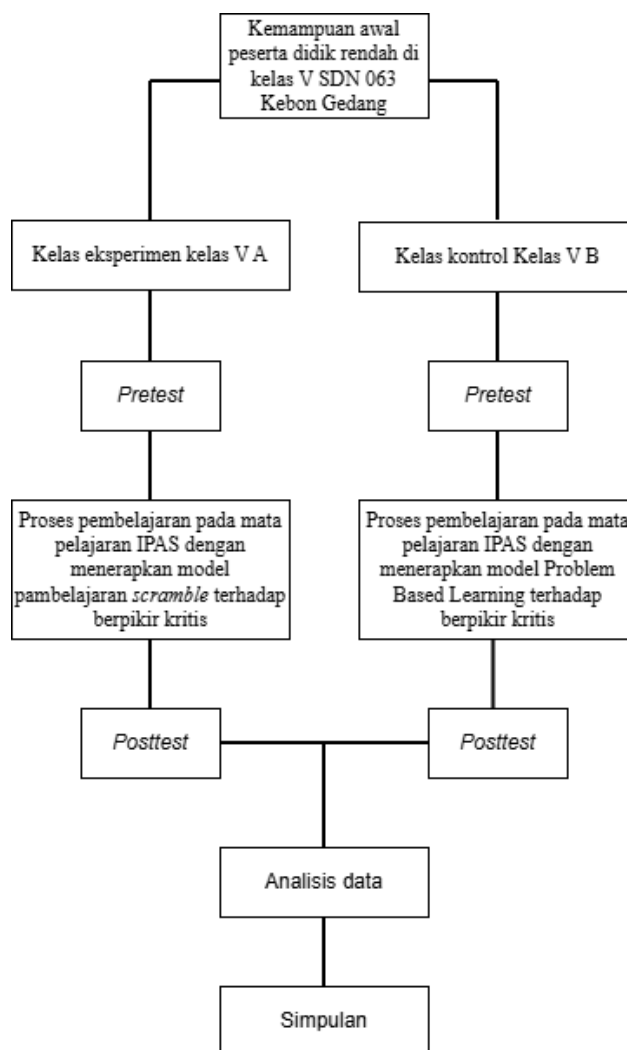 Kemampuan awal
peserta didik rendah di
kelas V SDN 063
Kebon Gedang
Kelas eksperimen kelas V A
Kelas kontrol Kelas V B
Pretest
Pretest
Proses pembelajaran pada mata
pelajaran IPAS dengan
menerapkan model
pambelajaran scramble terhadap
berpikir kritis
Proses pembelajaran pada mata
pelajaran IPAS dengan
menerapkan model Problem
Based Learning terhadap
berpikir kritis
Posttest
Posttest
Analisis data
Simpulan